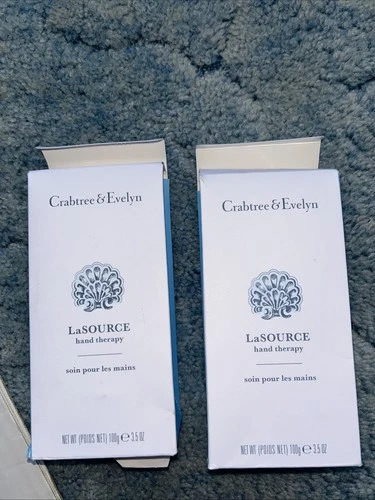 Crabtree & Evelyn
LaSOURCE
hand therapy
soin pour les mains
NET WT (POIDS NET) 100g ℮ 3.5 OZ
Crabtree & Evelyn
LaSOURCE
hand therapy
soin pour les mains
NET WT (POIDS NET) 100g ℮ 3.5 OZ